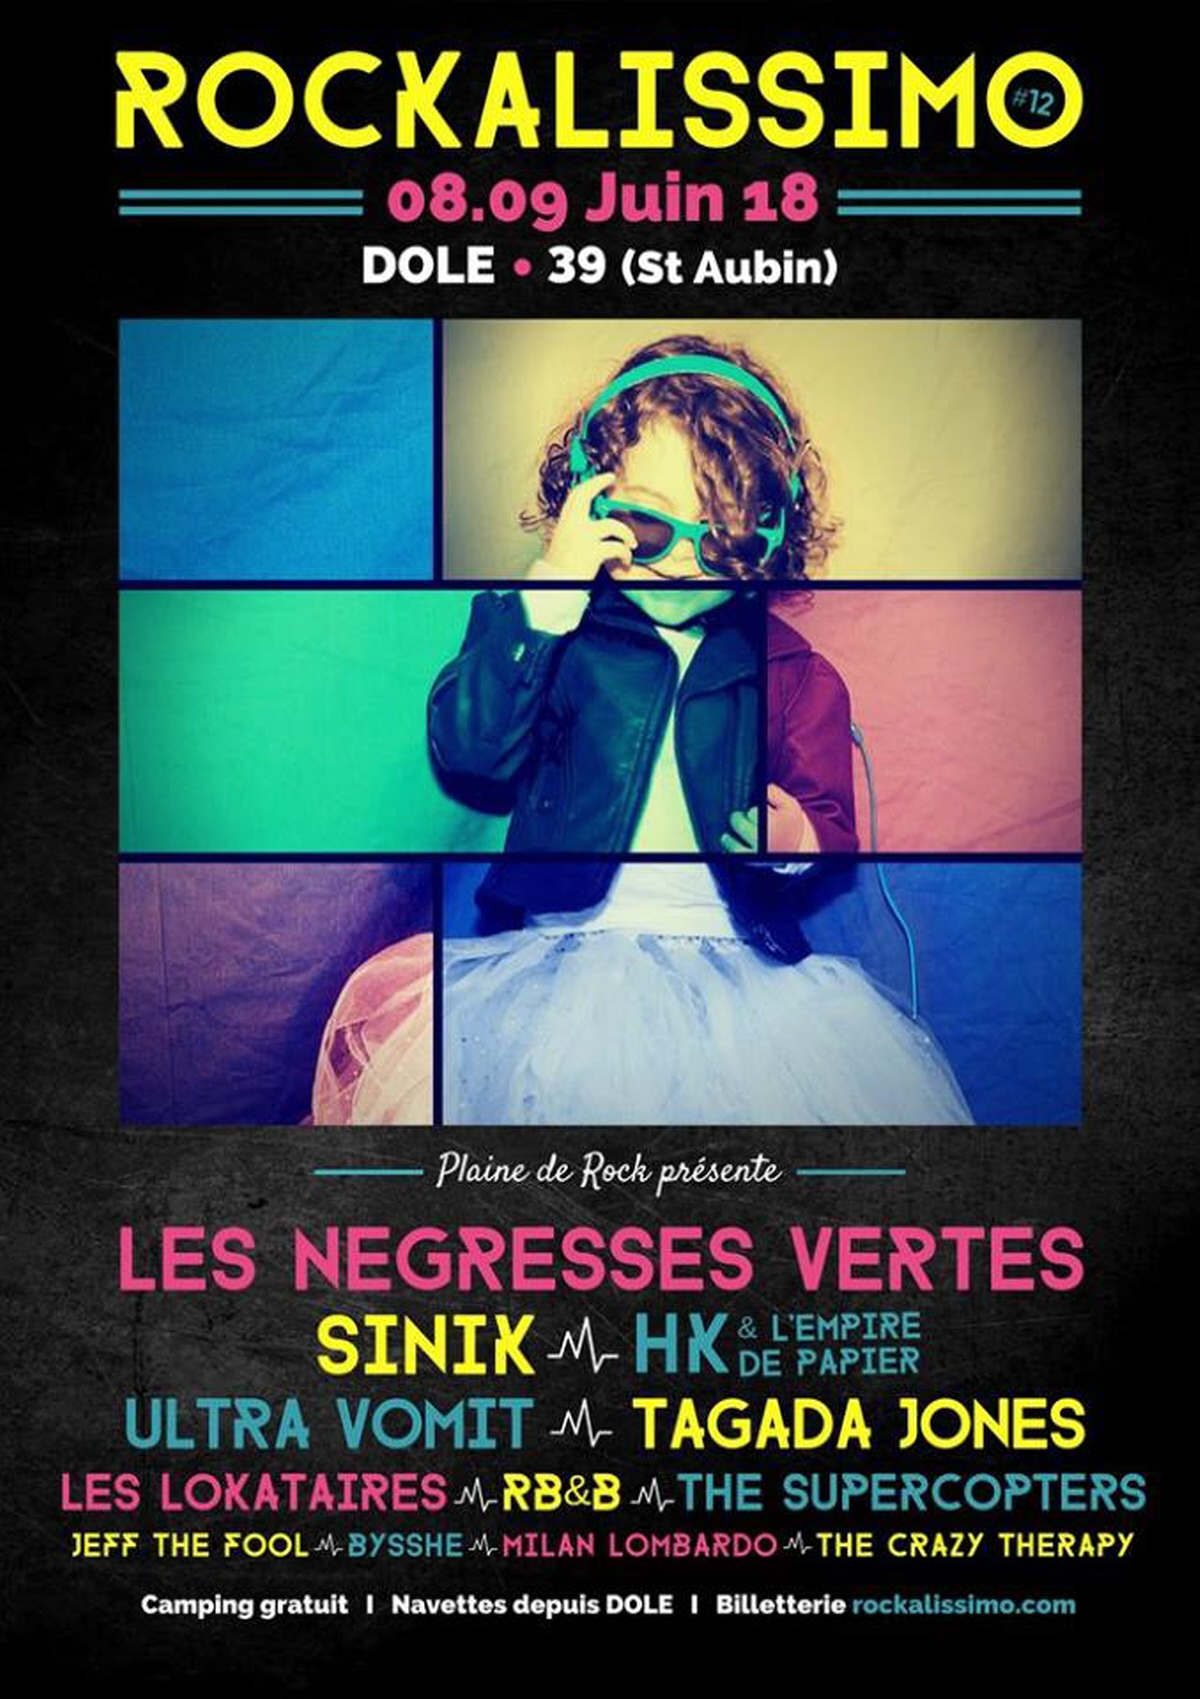 ROCKALISSIMO #12
08.09 Juin 18
DOLE • 39 (St Aubin)
Plaine de Rock présente
LES NEGRESSES VERTES
SINIK HK & L'EMPIRE DE PAPIER
ULTRA VOMIT TAGADA JONES
LES LOKATAIRES RB&B THE SUPERCOPTERS
JEFF THE FOOL BYSSHE MILAN LOMBARDO THE CRAZY THERAPY
Camping gratuit I Navettes depuis DOLE I Billetterie rockalissimo.com